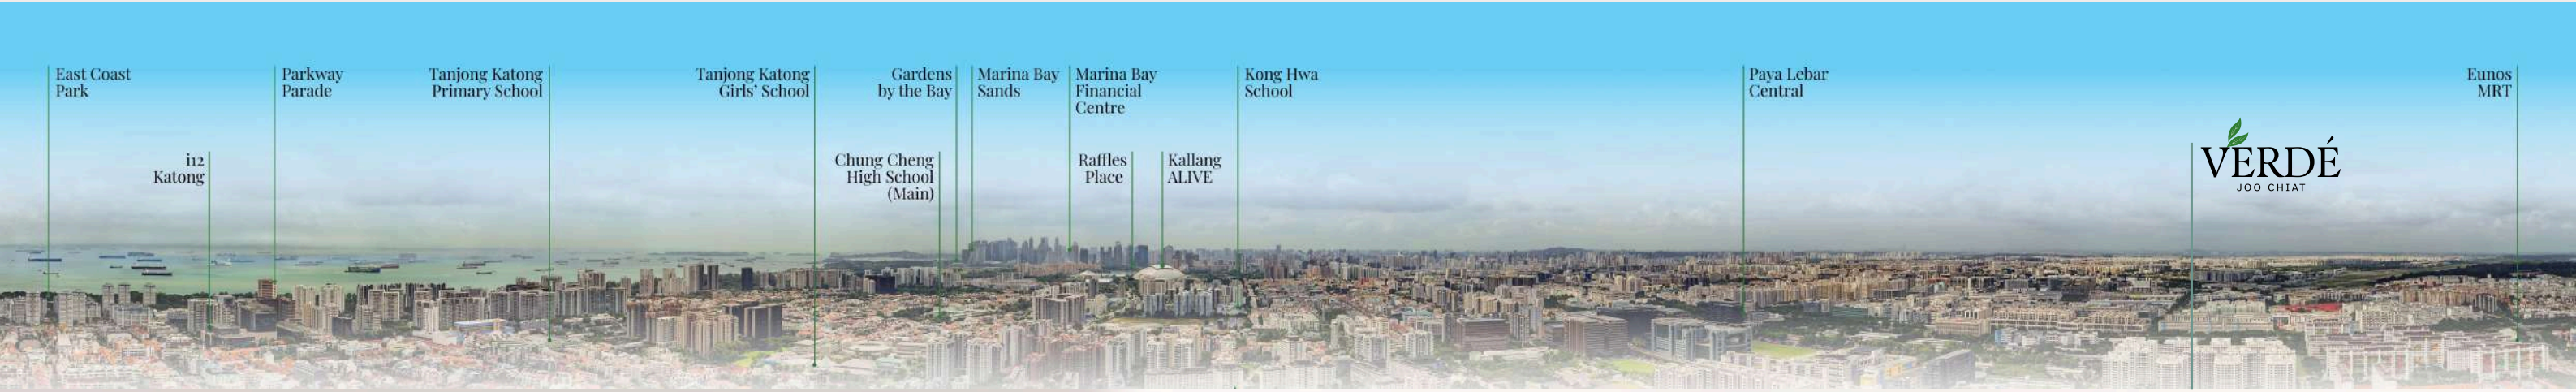 East Coast
Park
i12
Katong
Parkway
Parade
Tanjong Katong
Primary School
Tanjong Katong
Girls' School
Chung Cheng
High School
(Main)
Gardens
by the Bay
Marina Bay
Sands
Marina Bay
Financial
Centre
Raffles
Place
Kallang
ALIVE
Kong Hwa
School
Paya Lebar
Central
VERDÉ
JOO CHIAT
Eunos
MRT